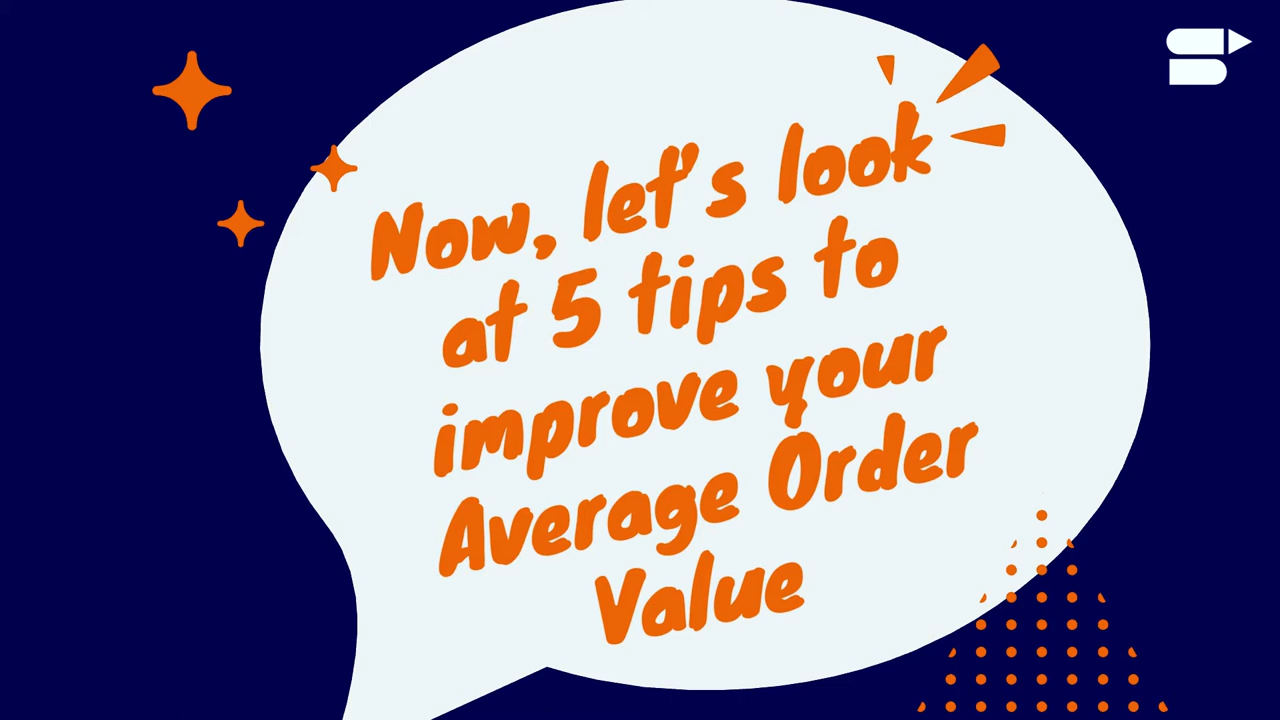 Now, let's look
at 5 tips to
improve your
Average Order
Value